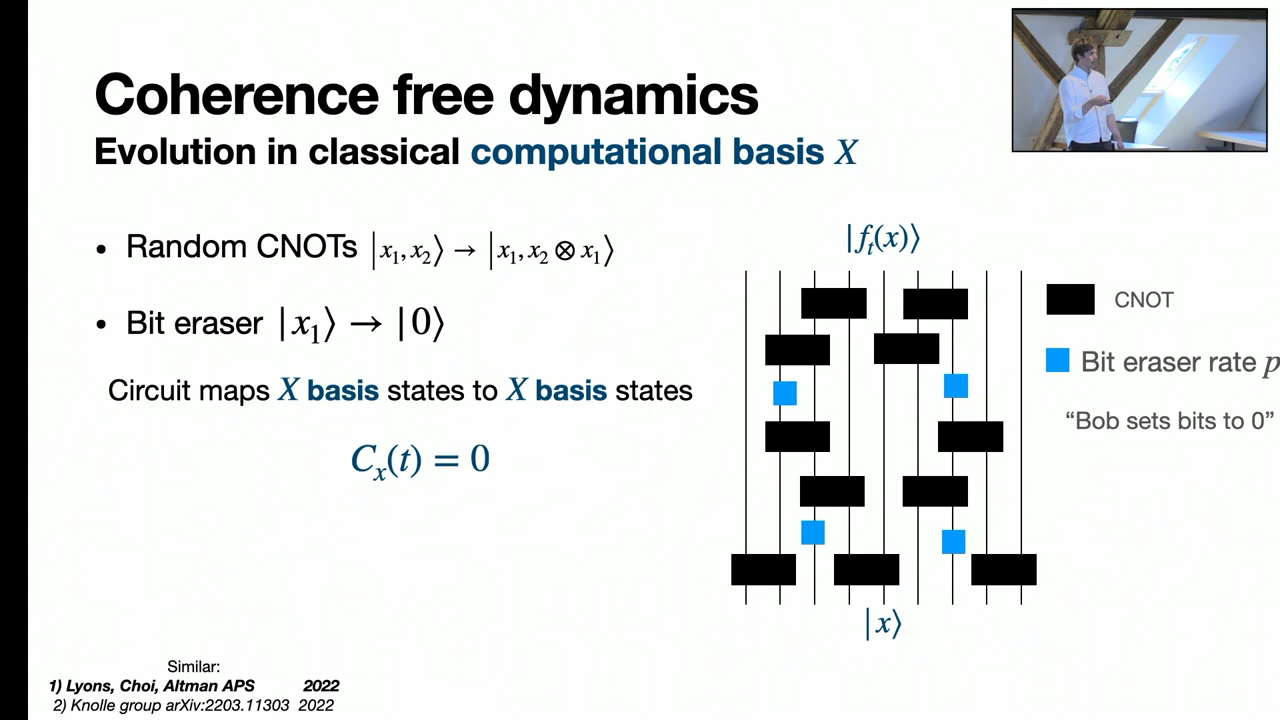 Coherence free dynamics
Evolution in classical computational basis X
• Random CNOTs |x₁, x₂⟩ → |x₁, x₂ ⊗ x₁⟩
• Bit eraser |x₁⟩ → |0⟩
Circuit maps X basis states to X basis states
Cₓ(t) = 0
|fₜ(x)⟩
CNOT
Bit eraser rate p
“Bob sets bits to 0”
|x⟩
Similar:
1) Lyons, Choi, Altman APS 2022
2) Knolle group arXiv:2203.11303 2022